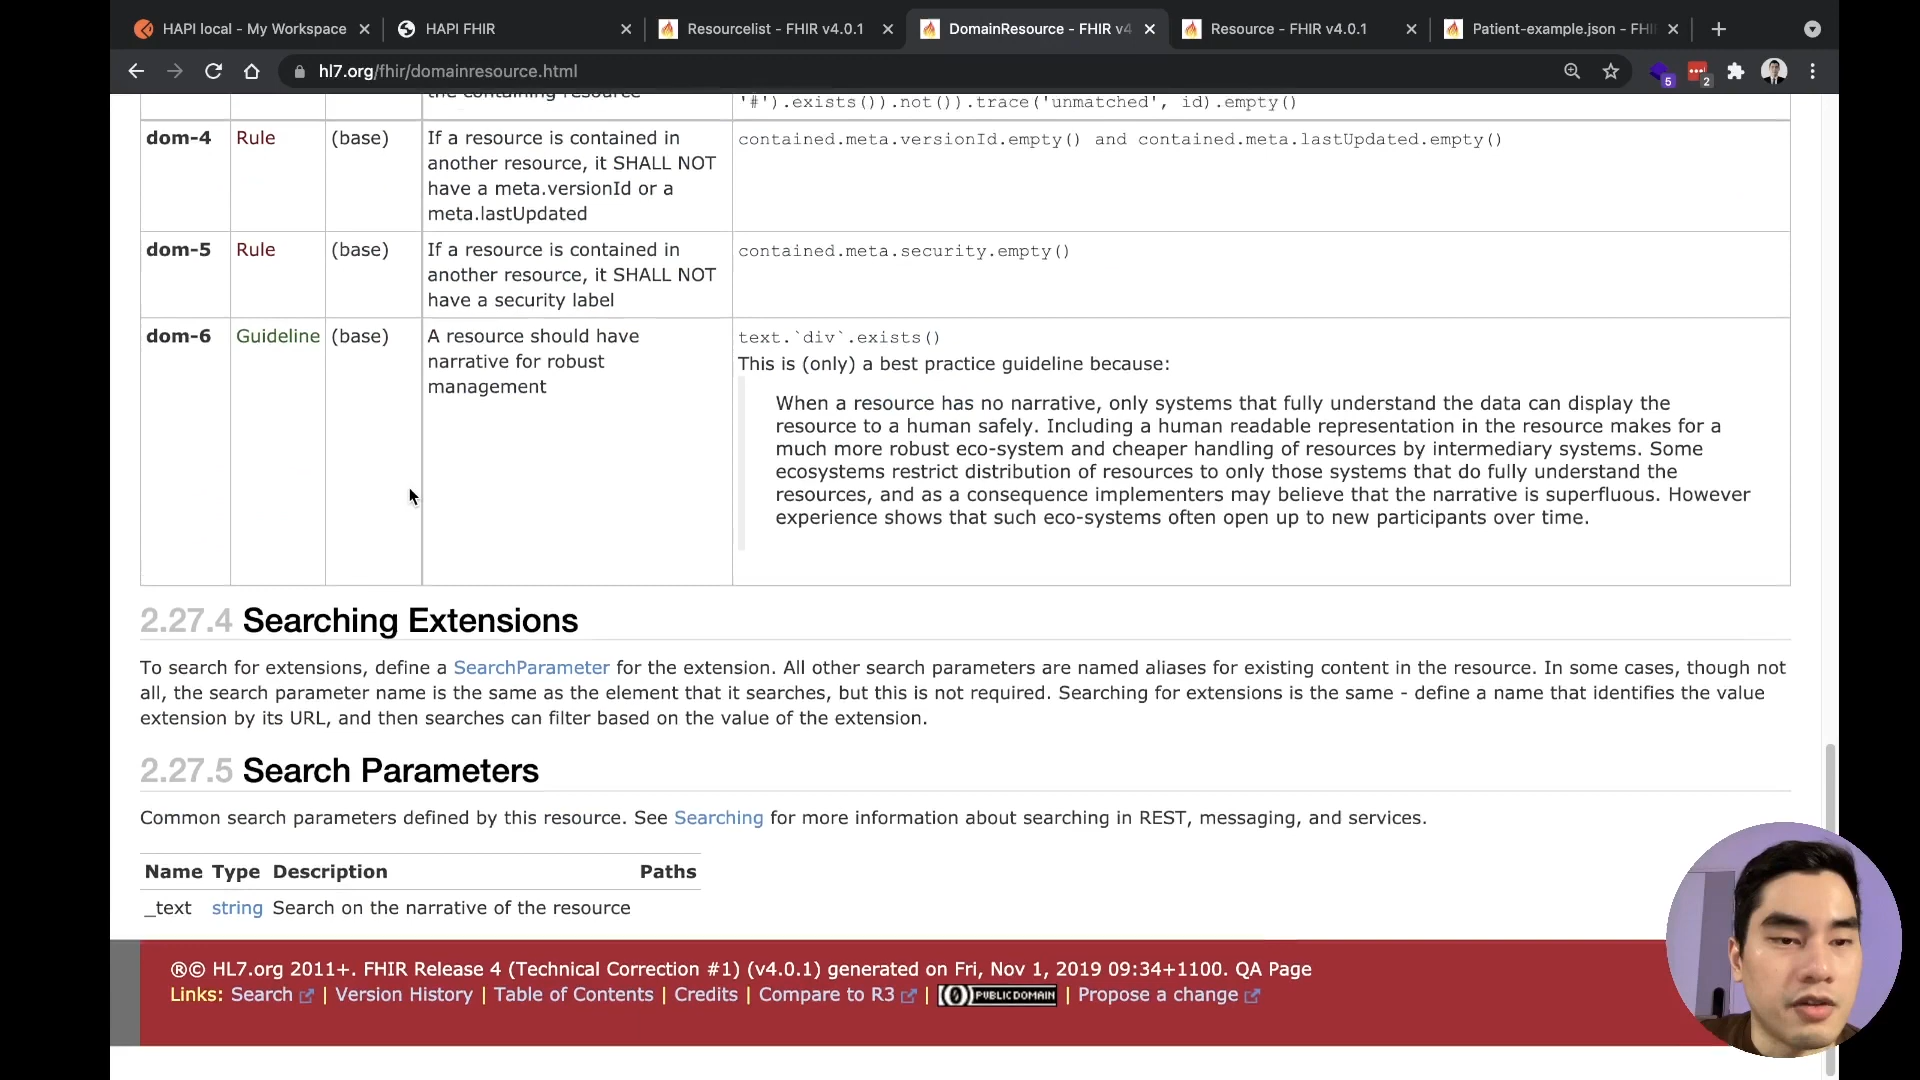 HAPI local - My Workspace
HAPI FHIR
Resourcelist - FHIR v4.0.1
DomainResource - FHIR v4
Resource - FHIR v4.0.1
Patient-example.json - FHI
hl7.org/fhir/domainresource.html
5
2
the containing resource
'#').exists()).not()).trace('unmatched', id).empty()
dom-4 Rule (base) If a resource is contained in contained.meta.versionId.empty() and contained.meta.lastUpdated.empty()
another resource, it SHALL NOT
have a meta.versionId or a
meta.lastUpdated
dom-5 Rule (base) If a resource is contained in contained.meta.security.empty()
another resource, it SHALL NOT
have a security label
dom-6 Guideline (base) A resource should have text.`div`.exists()
narrative for robust
management
This is (only) a best practice guideline because:
When a resource has no narrative, only systems that fully understand the data can display the
resource to a human safely. Including a human readable representation in the resource makes for a
much more robust eco-system and cheaper handling of resources by intermediary systems. Some
ecosystems restrict distribution of resources to only those systems that do fully understand the
resources, and as a consequence implementers may believe that the narrative is superfluous. However
experience shows that such eco-systems often open up to new participants over time.
2.27.4 Searching Extensions
To search for extensions, define a SearchParameter for the extension. All other search parameters are named aliases for existing content in the resource. In some cases, though not
all, the search parameter name is the same as the element that it searches, but this is not required. Searching for extensions is the same - define a name that identifies the value
extension by its URL, and then searches can filter based on the value of the extension.
2.27.5 Search Parameters
Common search parameters defined by this resource. See Searching for more information about searching in REST, messaging, and services.
Name Type Description Paths
_text string Search on the narrative of the resource
®© HL7.org 2011+. FHIR Release 4 (Technical Correction #1) (v4.0.1) generated on Fri, Nov 1, 2019 09:34+1100. QA Page
Links: Search | Version History | Table of Contents | Credits | Compare to R3 | PUBLIC DOMAIN | Propose a change